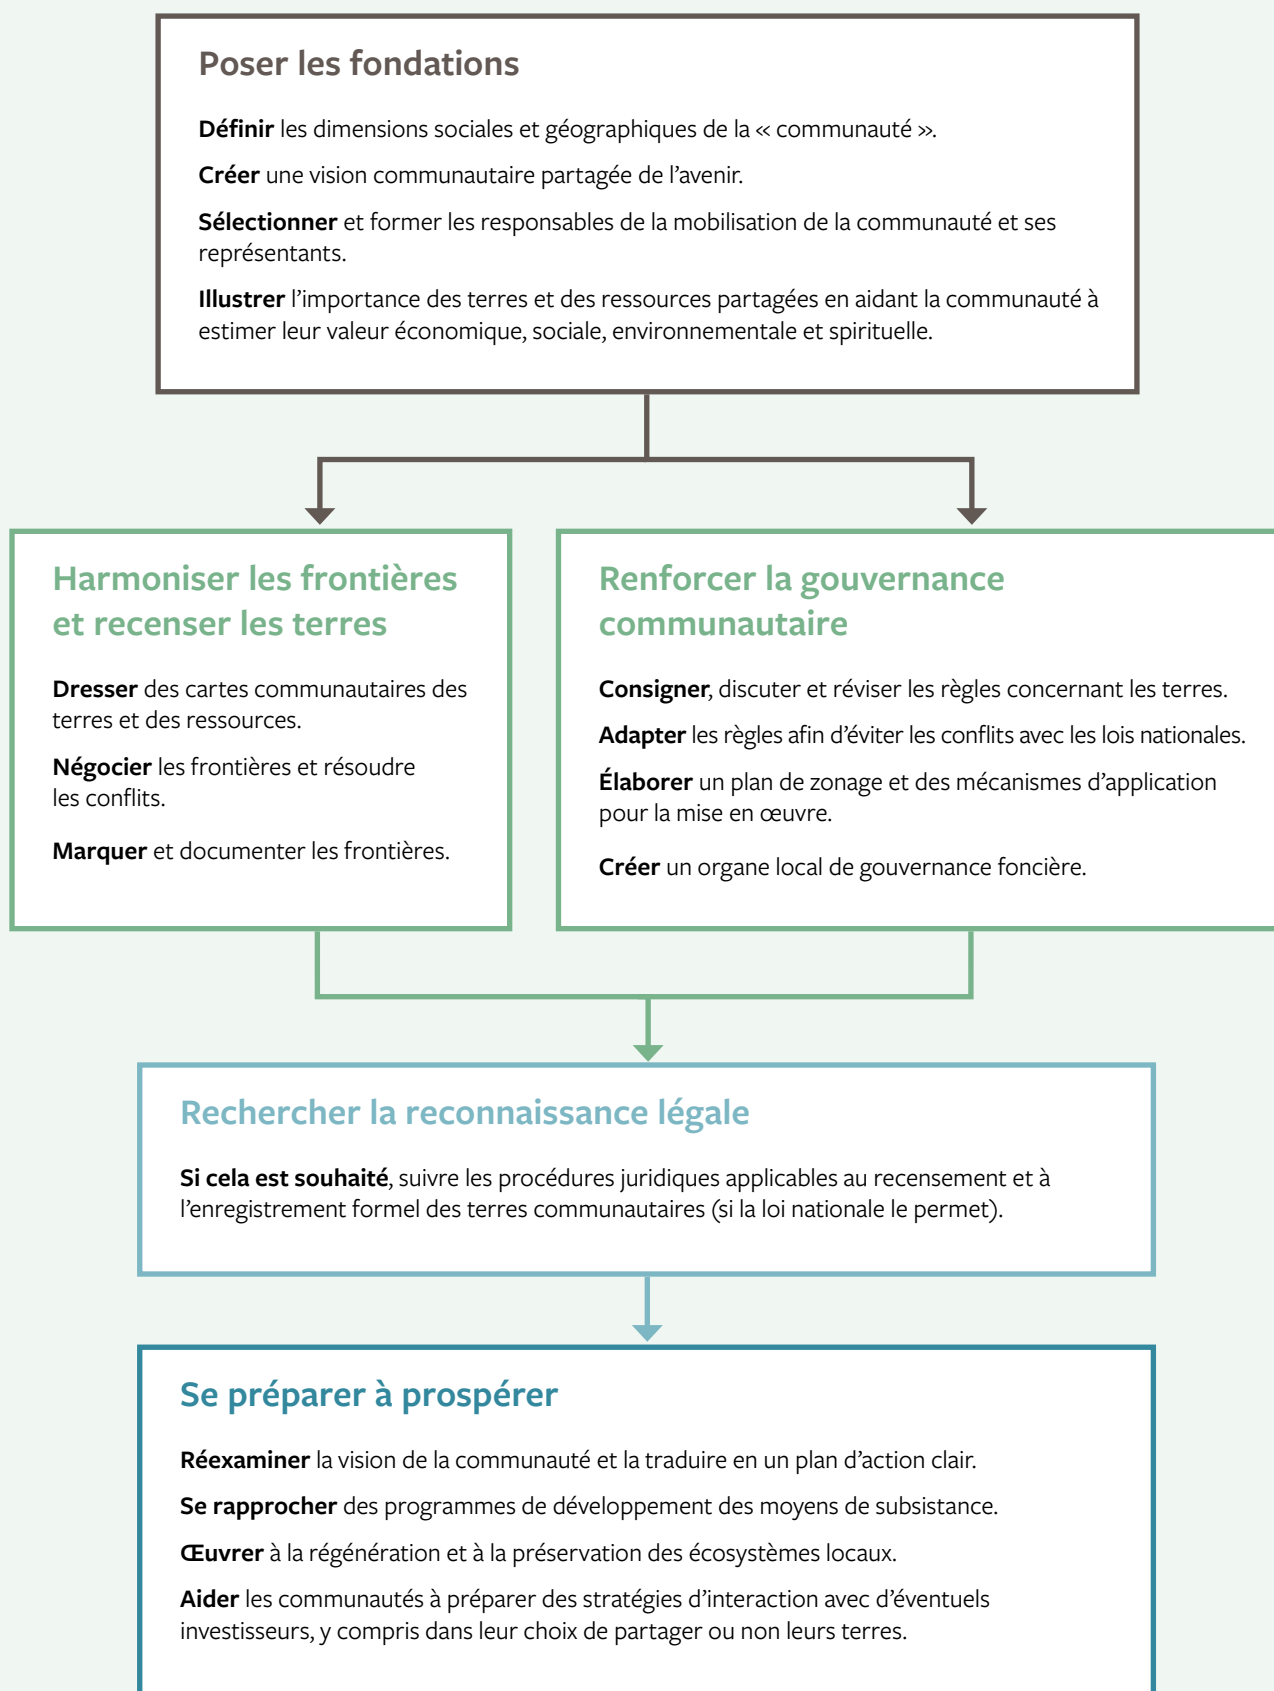 Poser les fondations
Définir les dimensions sociales et géographiques de la « communauté ».
Créer une vision communautaire partagée de l’avenir.
Sélectionner et former les responsables de la mobilisation de la communauté et ses
représentants.
Illustrer l’importance des terres et des ressources partagées en aidant la communauté à
estimer leur valeur économique, sociale, environnementale et spirituelle.
Harmoniser les frontières
et recenser les terres
Dresser des cartes communautaires des
terres et des ressources.
Négocier les frontières et résoudre
les conflits.
Marquer et documenter les frontières.
Renforcer la gouvernance
communautaire
Consigner, discuter et réviser les règles concernant les terres.
Adapter les règles afin d’éviter les conflits avec les lois nationales.
Élaborer un plan de zonage et des mécanismes d’application
pour la mise en œuvre.
Créer un organe local de gouvernance foncière.
Rechercher la reconnaissance légale
Si cela est souhaité, suivre les procédures juridiques applicables au recensement et à
l’enregistrement formel des terres communautaires (si la loi nationale le permet).
Se préparer à prospérer
Réexaminer la vision de la communauté et la traduire en un plan d’action clair.
Se rapprocher des programmes de développement des moyens de subsistance.
Œuvrer à la régénération et à la préservation des écosystèmes locaux.
Aider les communautés à préparer des stratégies d’interaction avec d’éventuels
investisseurs, y compris dans leur choix de partager ou non leurs terres.